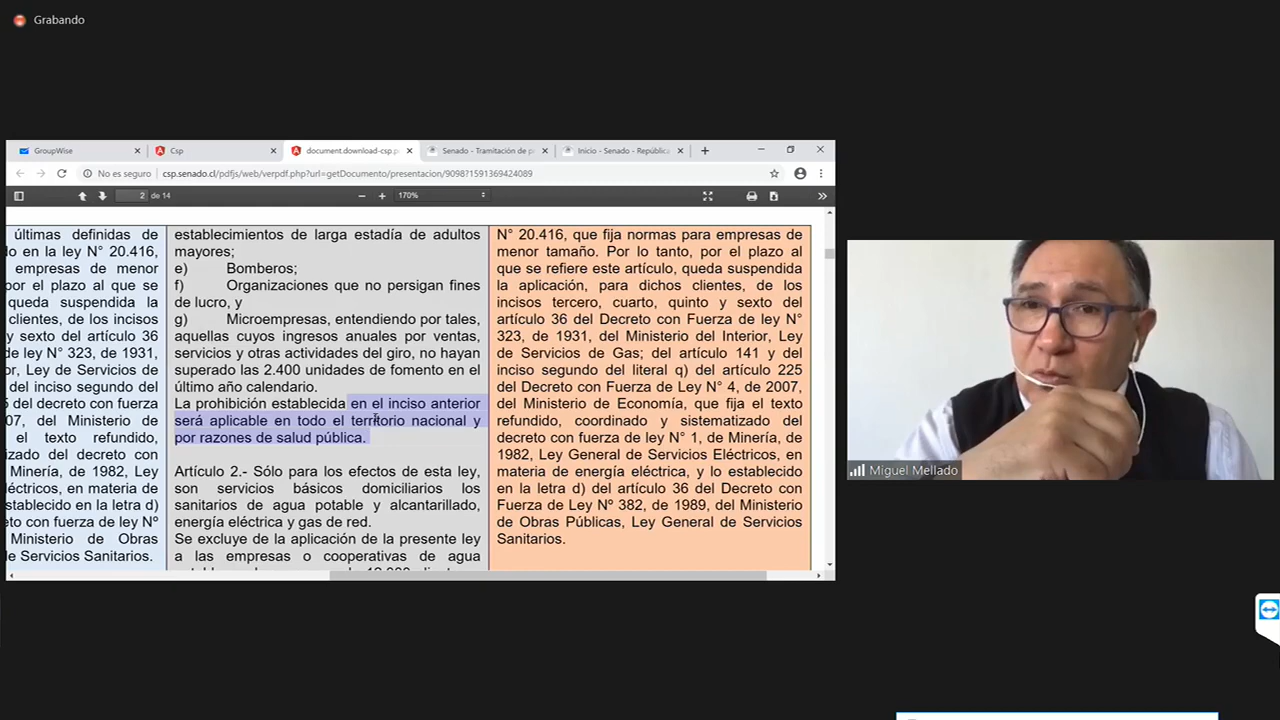 Grabando
GroupWise
Csp
document.download-csp.p
Senado - Tramitación de p
Inicio - Senado - Repúblic
No es seguro
csp.senado.cl/pdfjs/web/verpdf.php?url=getDocumento/presentacion/9098?1591369424089
2 de 14
170%
últimas definidas de
do en la ley N° 20.416,
empresas de menor
por el plazo al que se
queda suspendida la
clientes, de los incisos
y sexto del artículo 36
de ley N° 323, de 1931,
or, Ley de Servicios de
del inciso segundo del
5 del decreto con fuerza
07, del Ministerio de
el texto refundido,
izado del decreto con
Minería, de 1982, Ley
léctricos, en materia de
stablecido en la letra d)
eto con fuerza de ley Nº
Ministerio de Obras
de Servicios Sanitarios.
establecimientos de larga estadía de adultos
mayores;
e) Bomberos;
f) Organizaciones que no persigan fines
de lucro, y
g) Microempresas, entendiendo por tales,
aquellas cuyos ingresos anuales por ventas,
servicios y otras actividades del giro, no hayan
superado las 2.400 unidades de fomento en el
último año calendario.
La prohibición establecida en el inciso anterior
será aplicable en todo el territorio nacional y
por razones de salud pública.
Artículo 2.- Sólo para los efectos de esta ley,
son servicios básicos domiciliarios los
sanitarios de agua potable y alcantarillado,
energía eléctrica y gas de red.
Se excluye de la aplicación de la presente ley
a las empresas o cooperativas de agua
N° 20.416, que fija normas para empresas de
menor tamaño. Por lo tanto, por el plazo al
que se refiere este artículo, queda suspendida
la aplicación, para dichos clientes, de los
incisos tercero, cuarto, quinto y sexto del
artículo 36 del Decreto con Fuerza de ley N°
323, de 1931, del Ministerio del Interior, Ley
de Servicios de Gas; del artículo 141 y del
inciso segundo del literal q) del artículo 225
del Decreto con Fuerza de Ley N° 4, de 2007,
del Ministerio de Economía, que fija el texto
refundido, coordinado y sistematizado del
decreto con fuerza de ley N° 1, de Minería, de
1982, Ley General de Servicios Eléctricos, en
materia de energía eléctrica, y lo establecido
en la letra d) del artículo 36 del Decreto con
Fuerza de Ley Nº 382, de 1989, del Ministerio
de Obras Públicas, Ley General de Servicios
Sanitarios.
Miguel Mellado